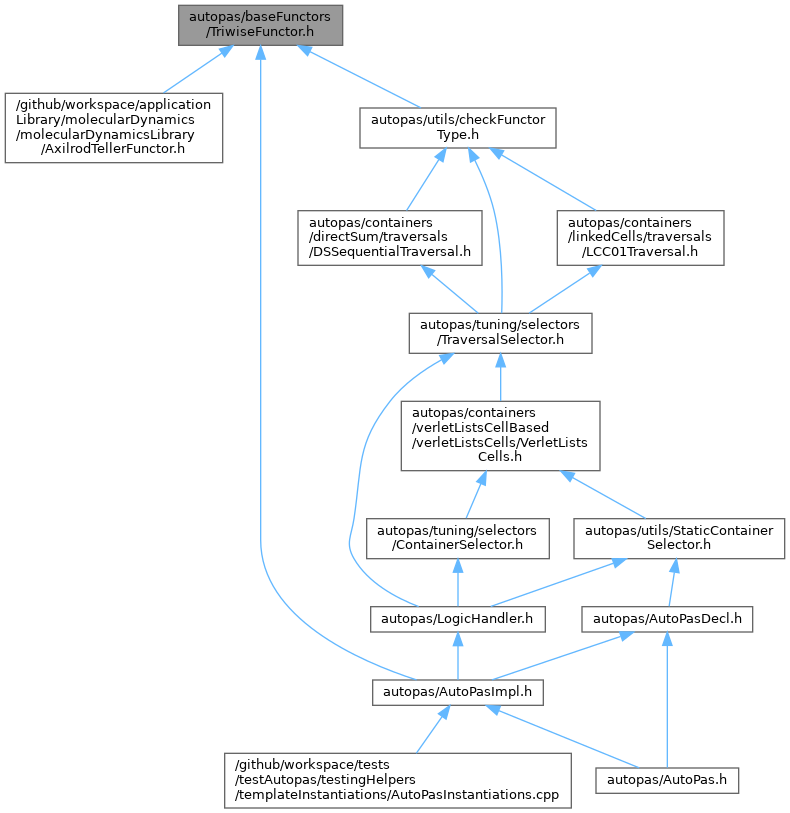 autopas/baseFunctors
/TriwiseFunctor.h
/github/workspace/application
Library/molecularDynamics
/molecularDynamicsLibrary
/AxilrodTellerFunctor.h
autopas/utils/checkFunctor
Type.h
autopas/containers
/directSum/traversals
/DSSequentialTraversal.h
autopas/containers
/linkedCells/traversals
/LCC01Traversal.h
autopas/tuning/selectors
/TraversalSelector.h
autopas/containers
/verletListsCellBased
/verletListsCells/VerletLists
Cells.h
autopas/tuning/selectors
/ContainerSelector.h
autopas/utils/StaticContainer
Selector.h
autopas/LogicHandler.h
autopas/AutoPasDecl.h
autopas/AutoPasImpl.h
/github/workspace/tests
/testAutopas/testingHelpers
/templateInstantiations/AutoPasInstantiations.cpp
autopas/AutoPas.h